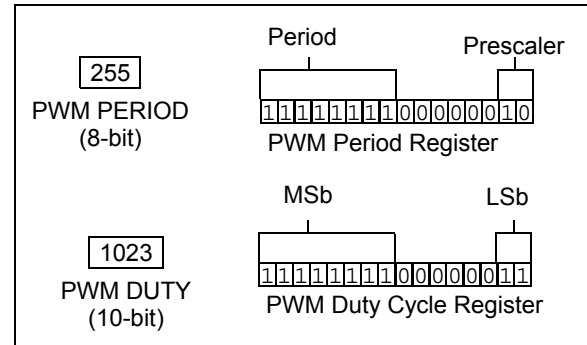 Period
Prescaler
255
PWM PERIOD
(8-bit)
1111111100000010
PWM Period Register
MSb
LSb
1023
PWM DUTY
(10-bit)
1111111100000011
PWM Duty Cycle Register